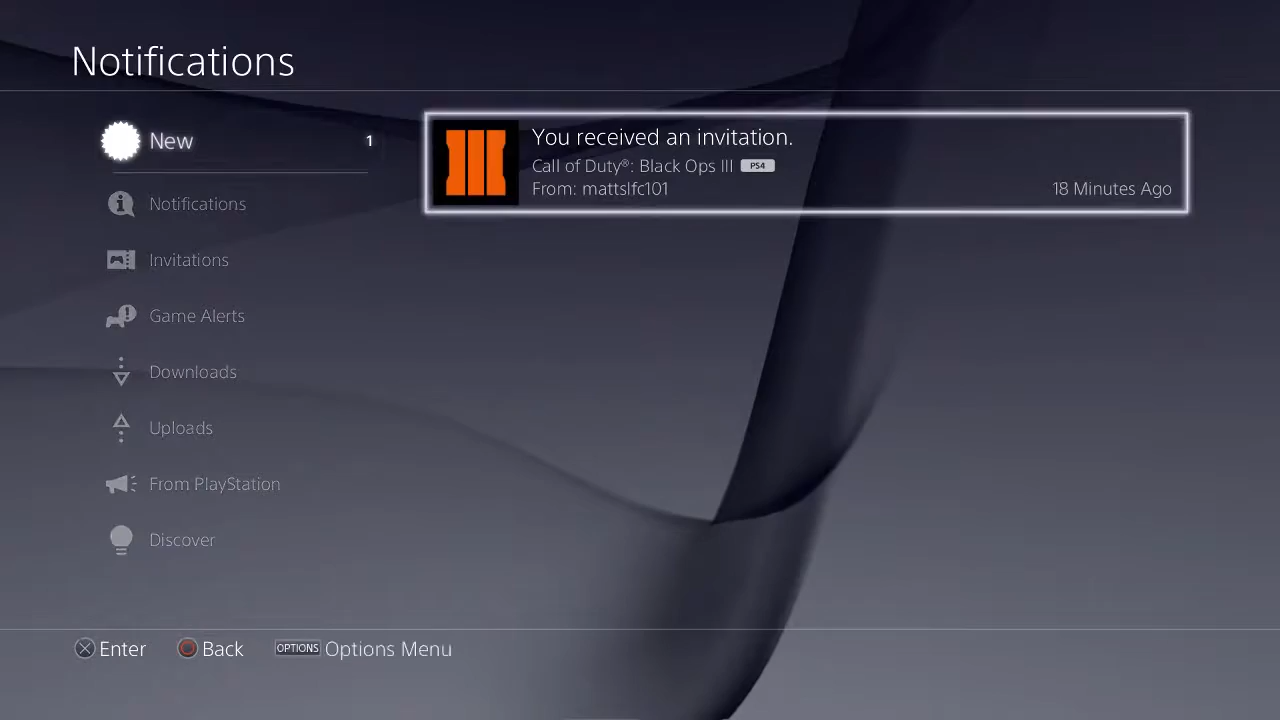 Notifications
New 1
Notifications
Invitations
Game Alerts
Downloads
Uploads
From PlayStation
Discover
You received an invitation.
Call of Duty®: Black Ops III PS4
From: mattslfc101 18 Minutes Ago
Enter Back OPTIONS Options Menu